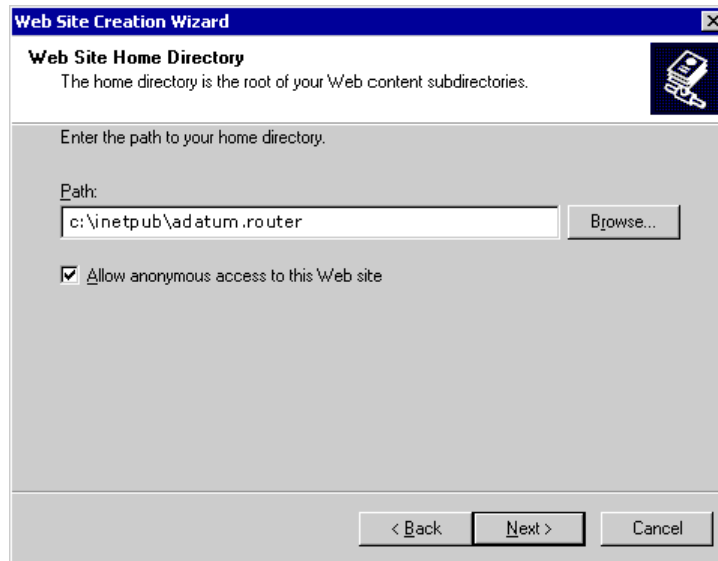 Web Site Creation Wizard
Web Site Home Directory
The home directory is the root of your Web content subdirectories.
Enter the path to your home directory.
Path:
c:\inetpub\adatum.router
Browse...
Allow anonymous access to this Web site
< Back
Next >
Cancel